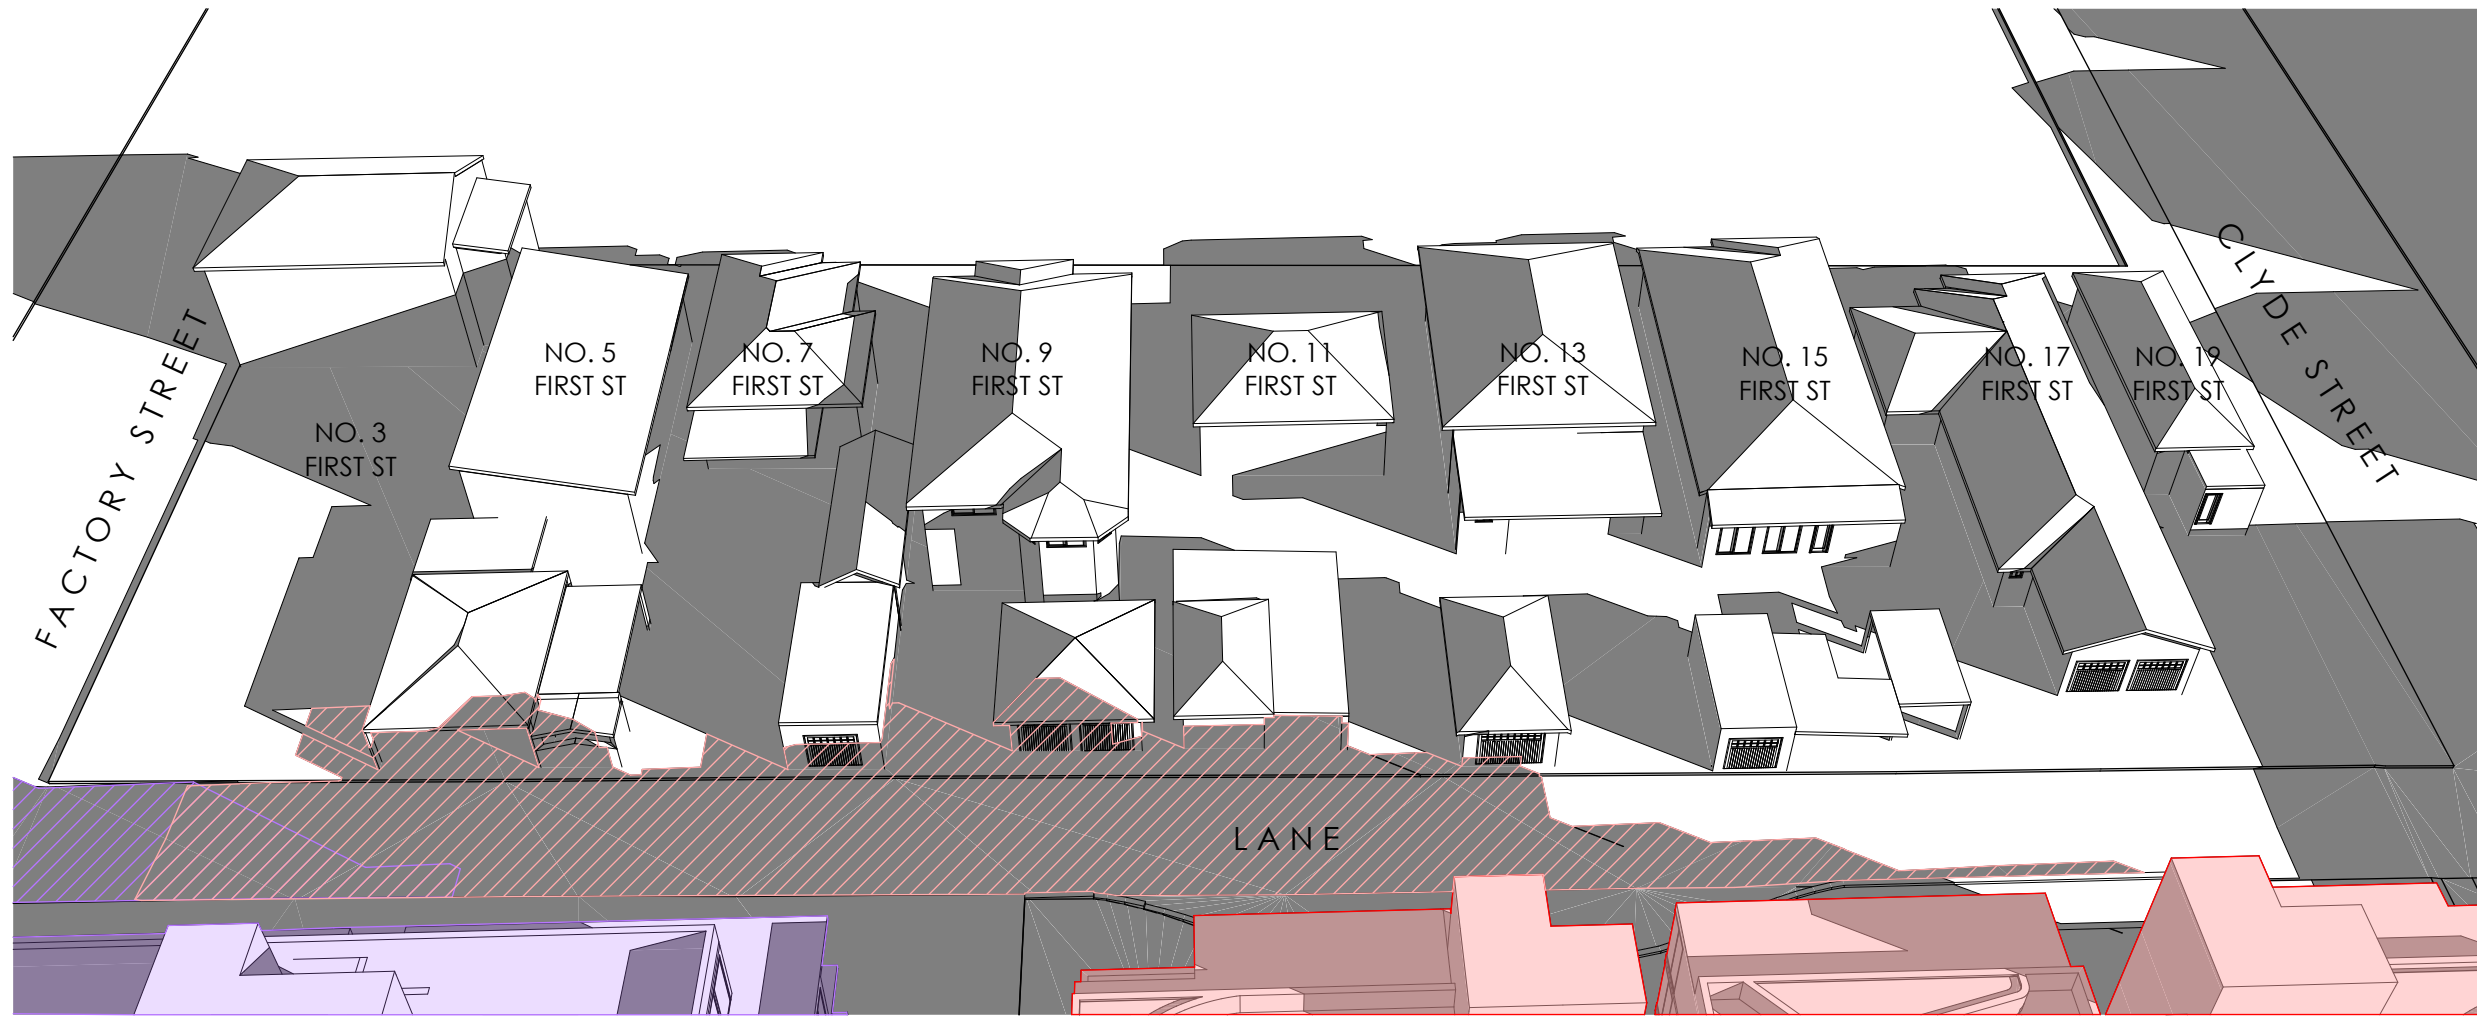 FACTORY STREET
NO. 3
FIRST ST
NO. 5
FIRST ST
NO. 7
FIRST ST
NO. 9
FIRST ST
NO. 11
FIRST ST
NO. 13
FIRST ST
NO. 15
FIRST ST
NO. 17
FIRST ST
NO. 19
FIRST ST
CLYDE STREET
LANE